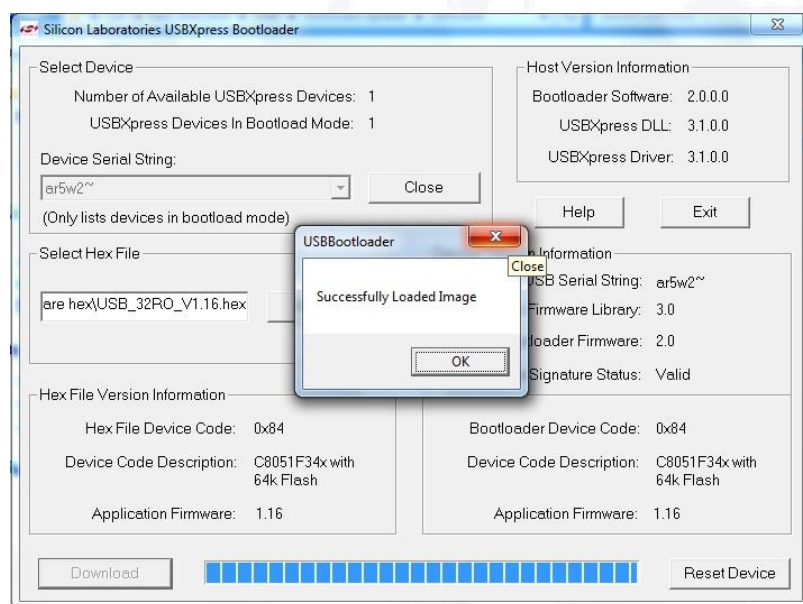 Silicon Laboratories USBXpress Bootloader
Select Device
Number of Available USBXpress Devices: 1
USBXpress Devices In Bootload Mode: 1
Device Serial String:
ar5w2~
Close
(Only lists devices in bootload mode)
Host Version Information
Bootloader Software: 2.0.0.0
USBXpress DLL: 3.1.0.0
USBXpress Driver: 3.1.0.0
Help
Exit
Select Hex File
are hex\USB_32RO_V1.16.hex
USBBootloader
Close
Successfully Loaded Image
OK
Information
USB Serial String: ar5w2~
Firmware Library: 3.0
loader Firmware: 2.0
Signature Status: Valid
Hex File Version Information
Hex File Device Code: 0x84
Device Code Description: C8051F34x with
64k Flash
Application Firmware: 1.16
Bootloader Device Code: 0x84
Device Code Description: C8051F34x with
64k Flash
Application Firmware: 1.16
Download
Reset Device